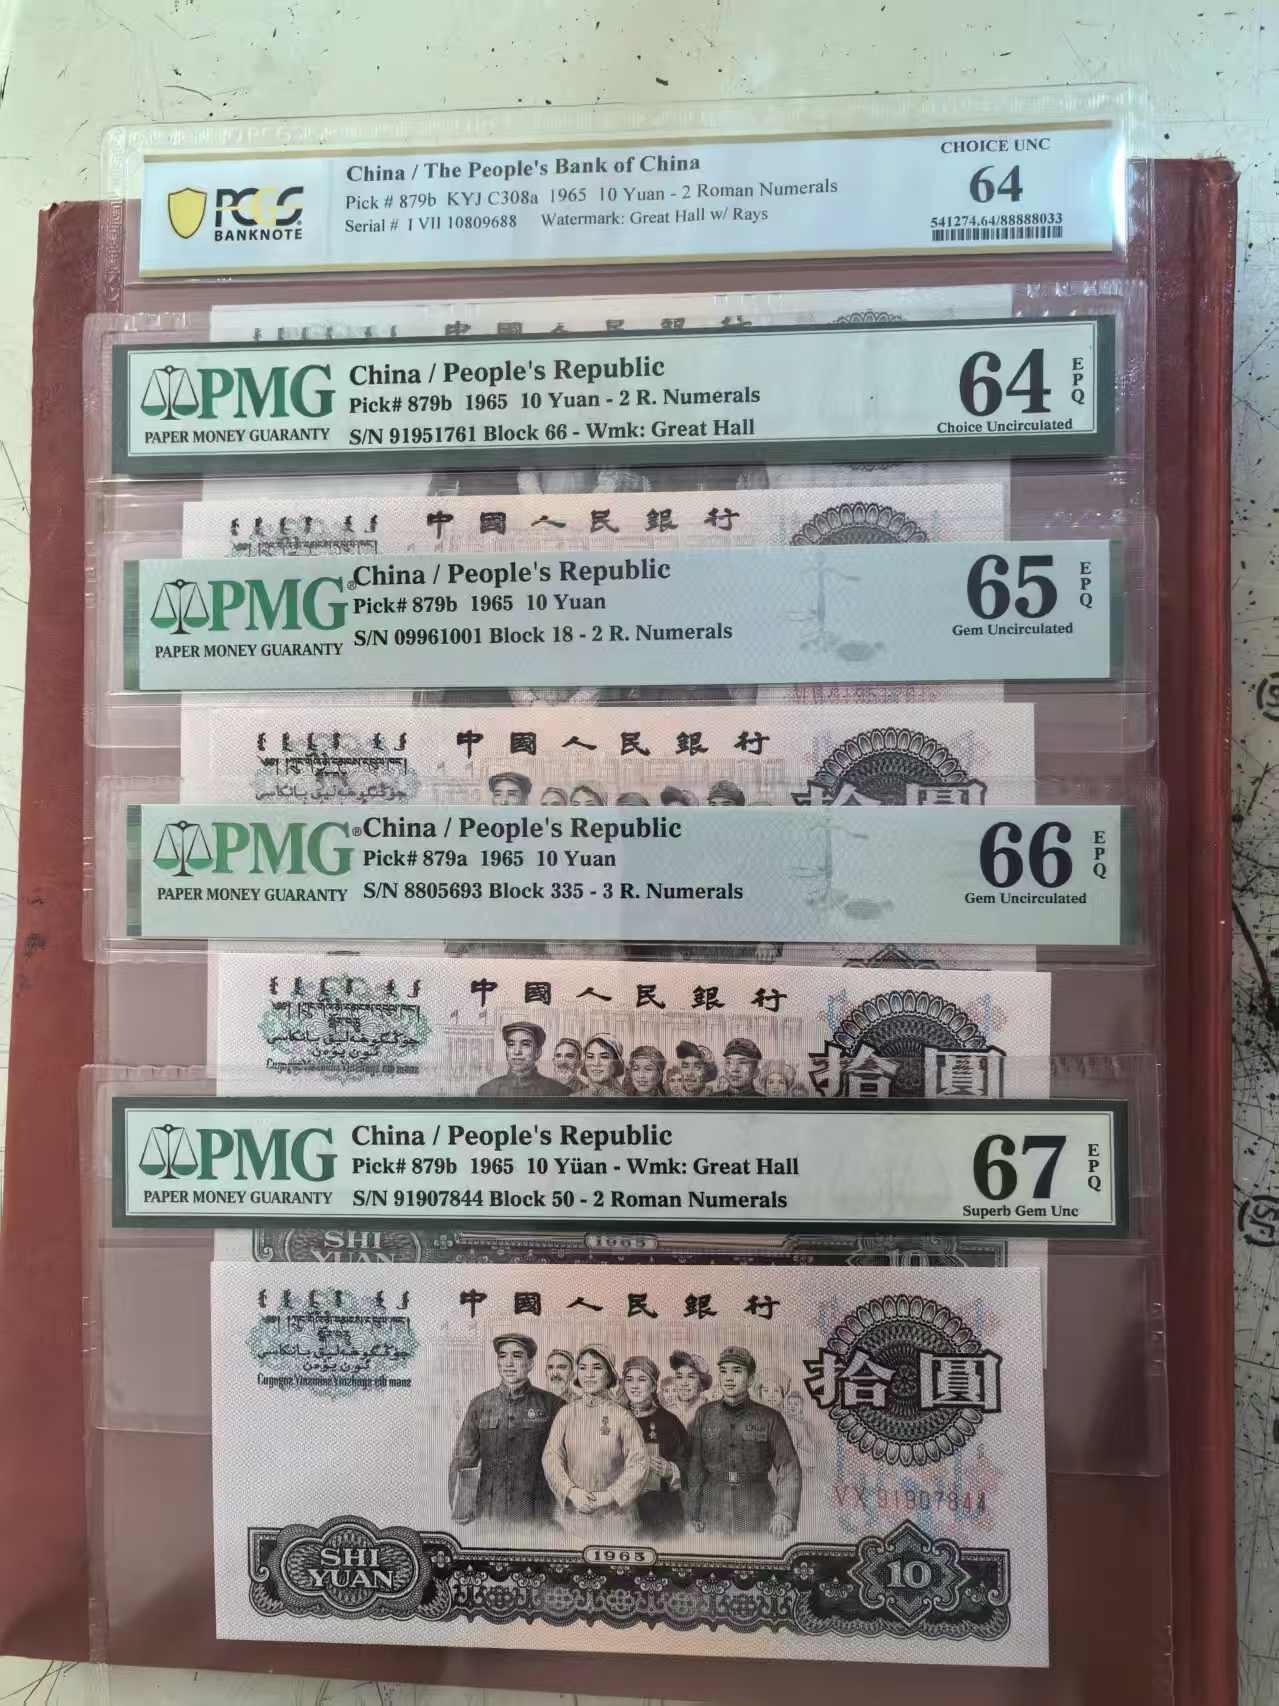 PCGS
BANKNOTE
China / The People's Bank of China
Pick # 879b KYJ C308a 1965 10 Yuan - 2 Roman Numerals
Serial # I VII 10809688 Watermark: Great Hall w/ Rays
CHOICE UNC
64
541274.64/88888033
中國人民銀行
PMG
PAPER MONEY GUARANTY
China / People's Republic
Pick# 879b 1965 10 Yuan - 2 R. Numerals
S/N 91951761 Block 66 - Wmk: Great Hall
64
EPQ
Choice Uncirculated
中國人民銀行
PMG®
PAPER MONEY GUARANTY
China / People's Republic
Pick# 879b 1965 10 Yuan
S/N 09961001 Block 18 - 2 R. Numerals
65
EPQ
Gem Uncirculated
中國人民銀行
拾圓
PMG®
PAPER MONEY GUARANTY
China / People's Republic
Pick# 879a 1965 10 Yuan
S/N 8805693 Block 335 - 3 R. Numerals
66
EPQ
Gem Uncirculated
中國人民銀行
拾圓
PMG
PAPER MONEY GUARANTY
China / People's Republic
Pick# 879b 1965 10 Yüan - Wmk: Great Hall
S/N 91907844 Block 50 - 2 Roman Numerals
67
EPQ
Superb Gem Unc
SHI
YUAN
1965
10
中國人民銀行
拾圓
VX 91907844
SHI
YUAN
1965
10